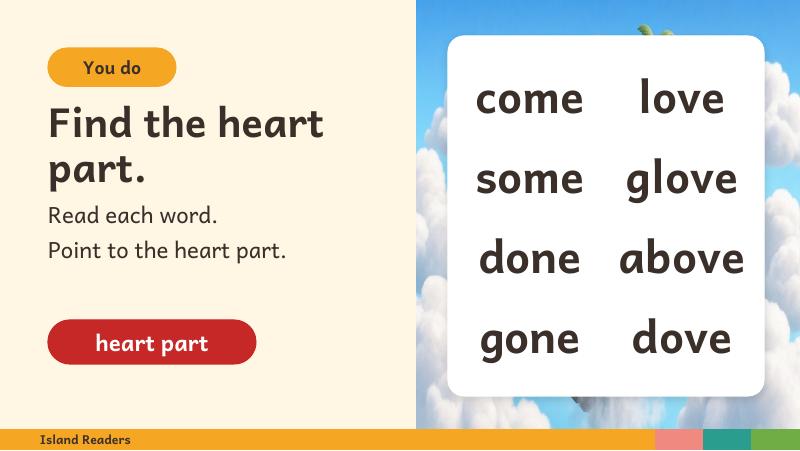 You do
Find the heart
part.
Read each word.
Point to the heart part.
heart part
come love
some glove
done above
gone dove
Island Readers